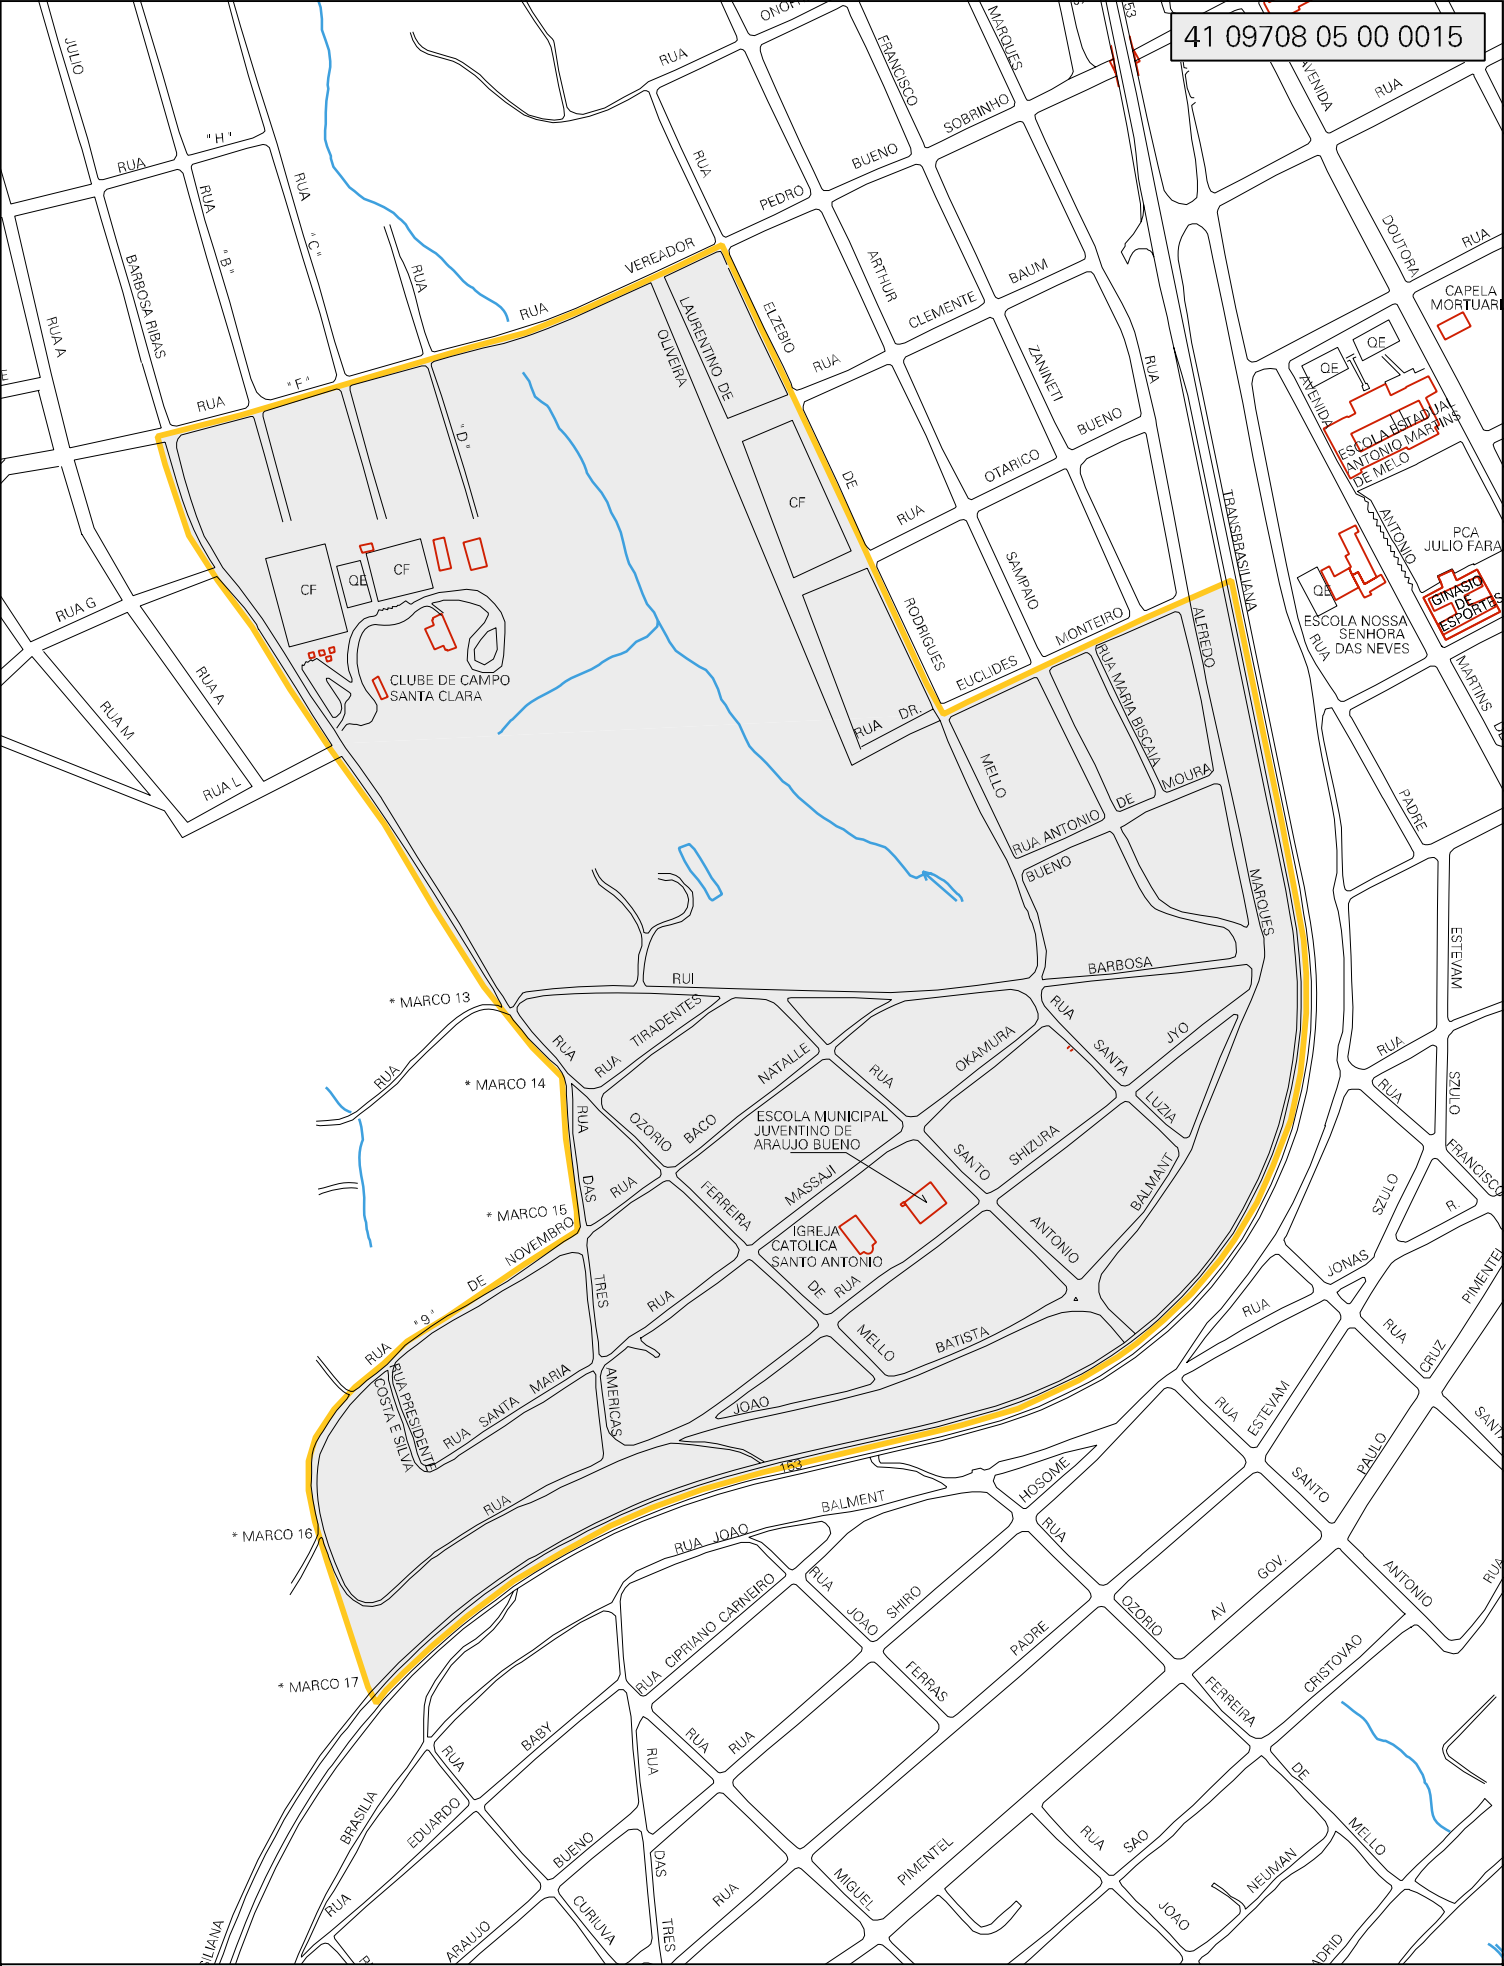 41 09708 05 00 0015
JULIO
RUA
"H"
RUA
"B"
RUA
"C"
RUA
BARBOSA RIBAS
RUA A
RUA
"F"
RUA
VEREADOR
PEDRO
BUENO
SOBRINHO
RUA
RUA
FRANCISCO
MARQUES
53
AVENIDA
RUA
DOUTORA
RUA
CAPELA
QE
QE
AVENIDA
ESCOLA ESTADUAL
ANTONIO MARTINS
DE MELO
ANTONIO
PCA
QE
ESCOLA NOSSA
SENHORA
DAS NEVES
GINASIO
DE
ESPORTES
RUA
MARTINS
PADRE
ESTEVAM
SZULO
RUA
RUA
LAURENTINO DE
OLIVEIRA
ELZEBIO
ARTHUR
CLEMENTE
BAUM
RUA
ZANINETI
BUENO
OTARICO
RUA
DE
RUA
SAMPAIO
RODRIGUES
EUCLIDES
MONTEIRO
RUA
ALFREDO
TRANSBRASILIANA
MARQUES
"D"
CF
CF
QE
CF
CLUBE DE CAMPO
SANTA CLARA
RUA G
RUA A
RUA M
RUA L
RUA
DR.
MELLO
RUA MARIA BISCAIA
RUA ANTONIO
DE
MOURA
BUENO
RUI
BARBOSA
* MARCO 13
* MARCO 14
* MARCO 15
* MARCO 16
* MARCO 17
RUA
RUA
RUA
TIRADENTES
OZORIO
BACO
NATALLE
RUA
OKAMURA
RUA
SANTA
LUZIA
JYO
RUA
DAS
TRES
AMERICAS
RUA
FERREIRA
MASSAJI
ESCOLA MUNICIPAL
JUVENTINO DE
ARAUJO BUENO
IGREJA
CATOLICA
SANTO ANTONIO
SANTO
SHIZURA
ANTONIO
BALMANT
DE
RUA
MELLO
BATISTA
JOAO
RUA
RUA
"9"
DE
NOVEMBRO
RUA PRESIDENTE
COSTA E SILVA
RUA
SANTA
MARIA
RUA
153
BALMENT
RUA JOAO
HOSOME
RUA
RUA
JOAO
SHIRO
RUA CIPRIANO CARNEIRO
FERRAS
PADRE
OZORIO
AV
GOV.
FERREIRA
CRISTOVAO
DE
MELLO
RUA
ESTEVAM
SANTO
PAULO
ANTONIO
RUA
JONAS
RUA
CRUZ
PIMENTEL
R.
FRANCISCO
SZULO
BABY
RUA
BRASILIA
EDUARDO
RUA
BUENO
ARAUJO
CURIUVA
RUA
DAS
TRES
RUA
RUA
RUA
MIGUEL
PIMENTEL
RUA
SAO
JOAO
NEUMAN